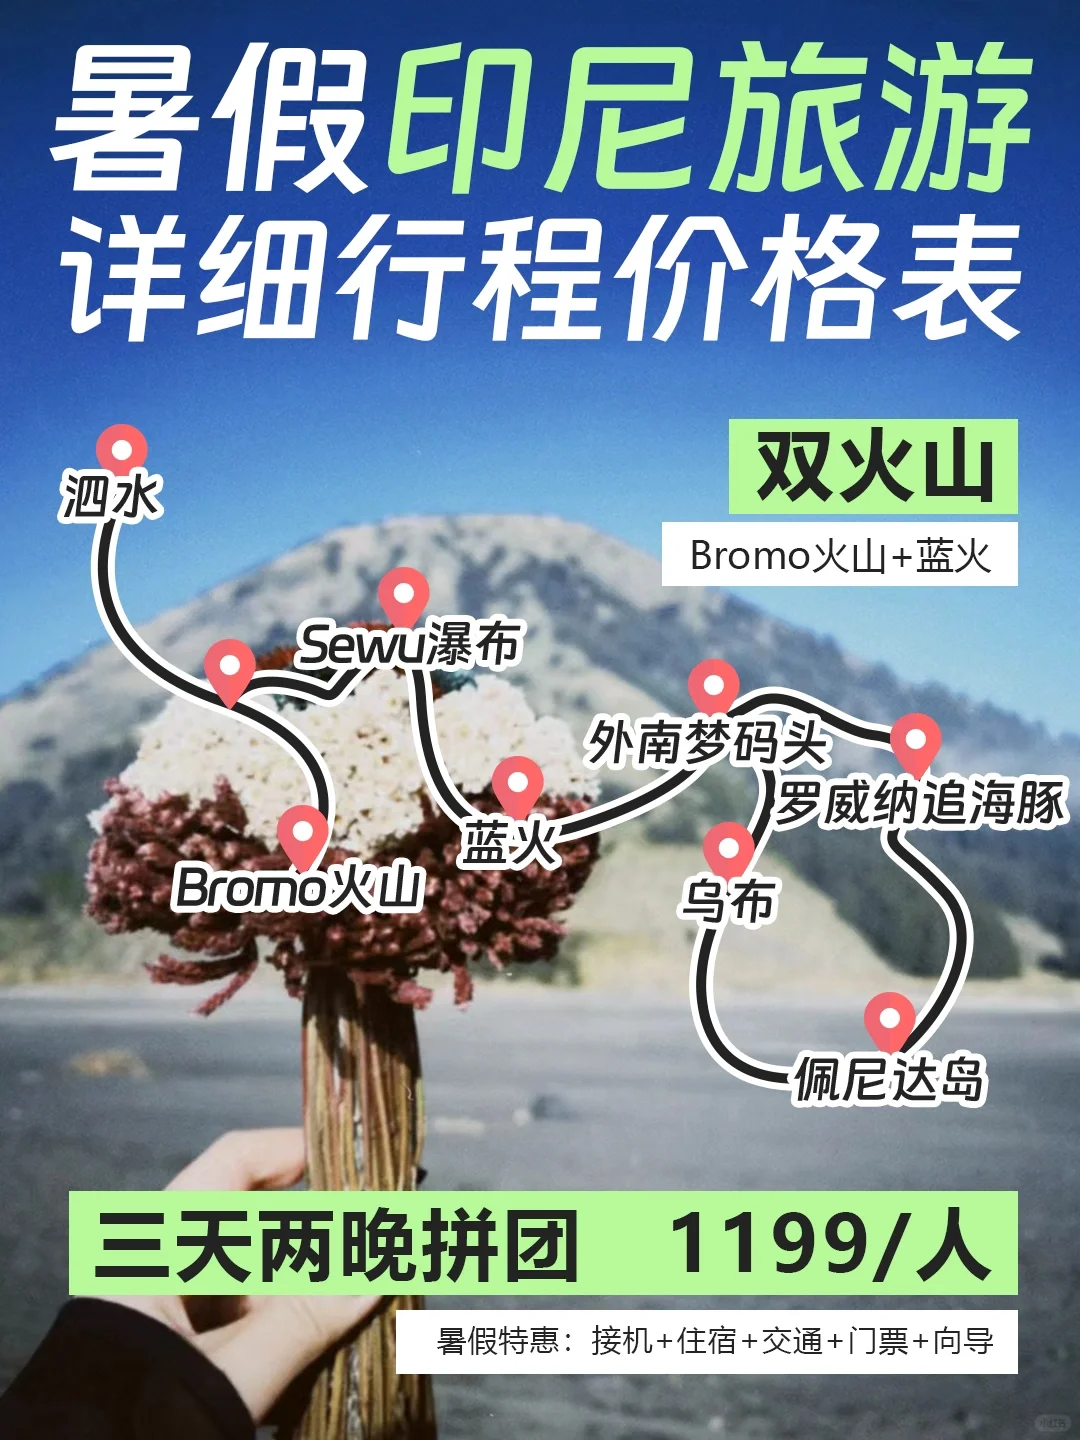 暑假印尼旅游
详细行程价格表
双火山
Bromo火山+蓝火
泗水
Sewu瀑布
外南梦码头
罗威纳追海豚
蓝火
Bromo火山
乌布
佩尼达岛
三天两晚拼团 1199/人
暑假特惠：接机+住宿+交通+门票+向导
小红书